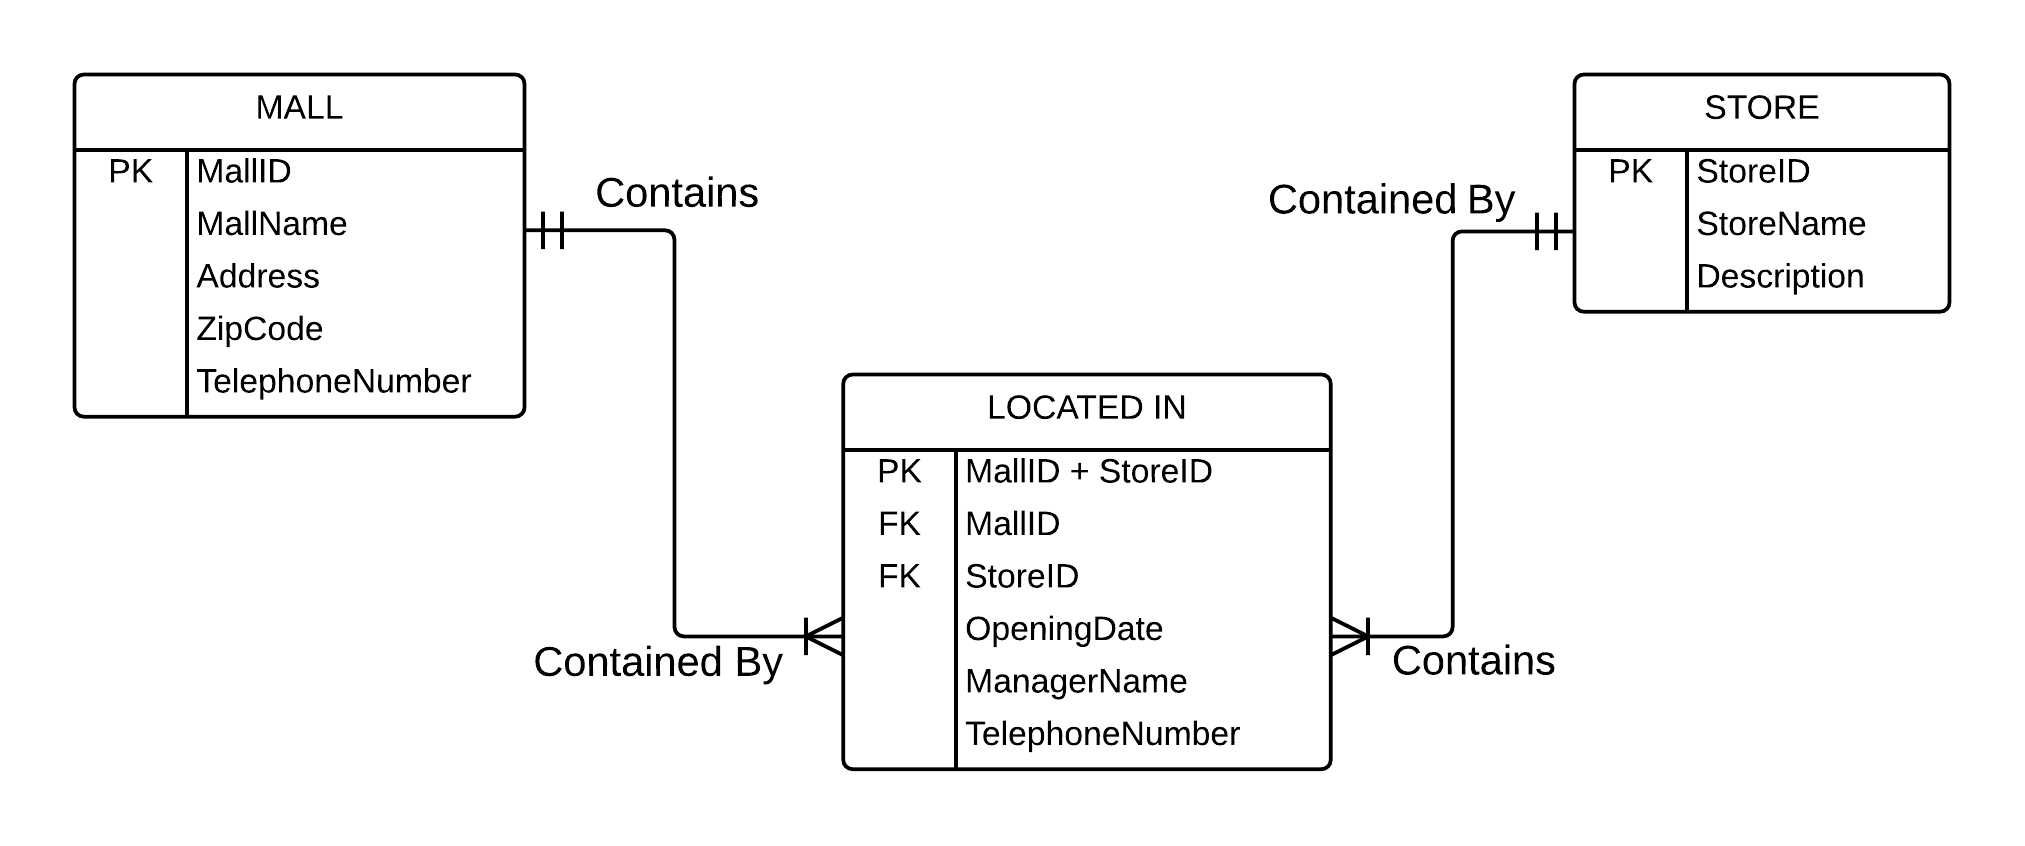 MALL
PK MallID
MallName
Address
ZipCode
TelephoneNumber
Contains
Contained By
STORE
PK StoreID
StoreName
Description
Contained By
Contains
LOCATED IN
PK MallID + StoreID
FK MallID
FK StoreID
OpeningDate
ManagerName
TelephoneNumber